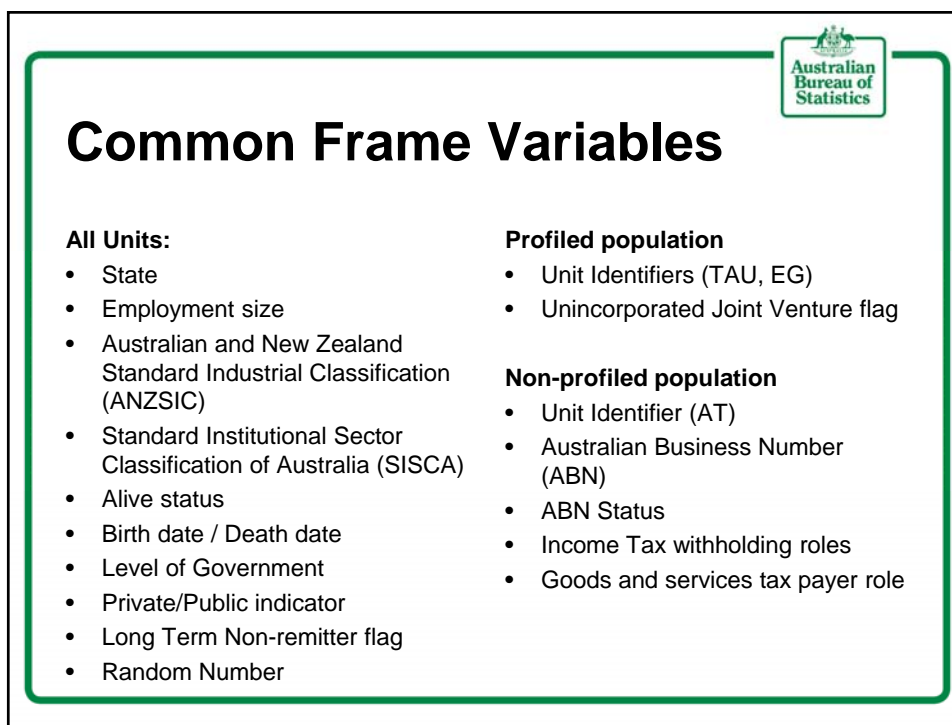 Australian
Bureau of
Statistics
Common Frame Variables
All Units:
• State
• Employment size
• Australian and New Zealand
Standard Industrial Classification
(ANZSIC)
• Standard Institutional Sector
Classification of Australia (SISCA)
• Alive status
• Birth date / Death date
• Level of Government
• Private/Public indicator
• Long Term Non-remitter flag
• Random Number
Profiled population
• Unit Identifiers (TAU, EG)
• Unincorporated Joint Venture flag
Non-profiled population
• Unit Identifier (AT)
• Australian Business Number
(ABN)
• ABN Status
• Income Tax withholding roles
• Goods and services tax payer role